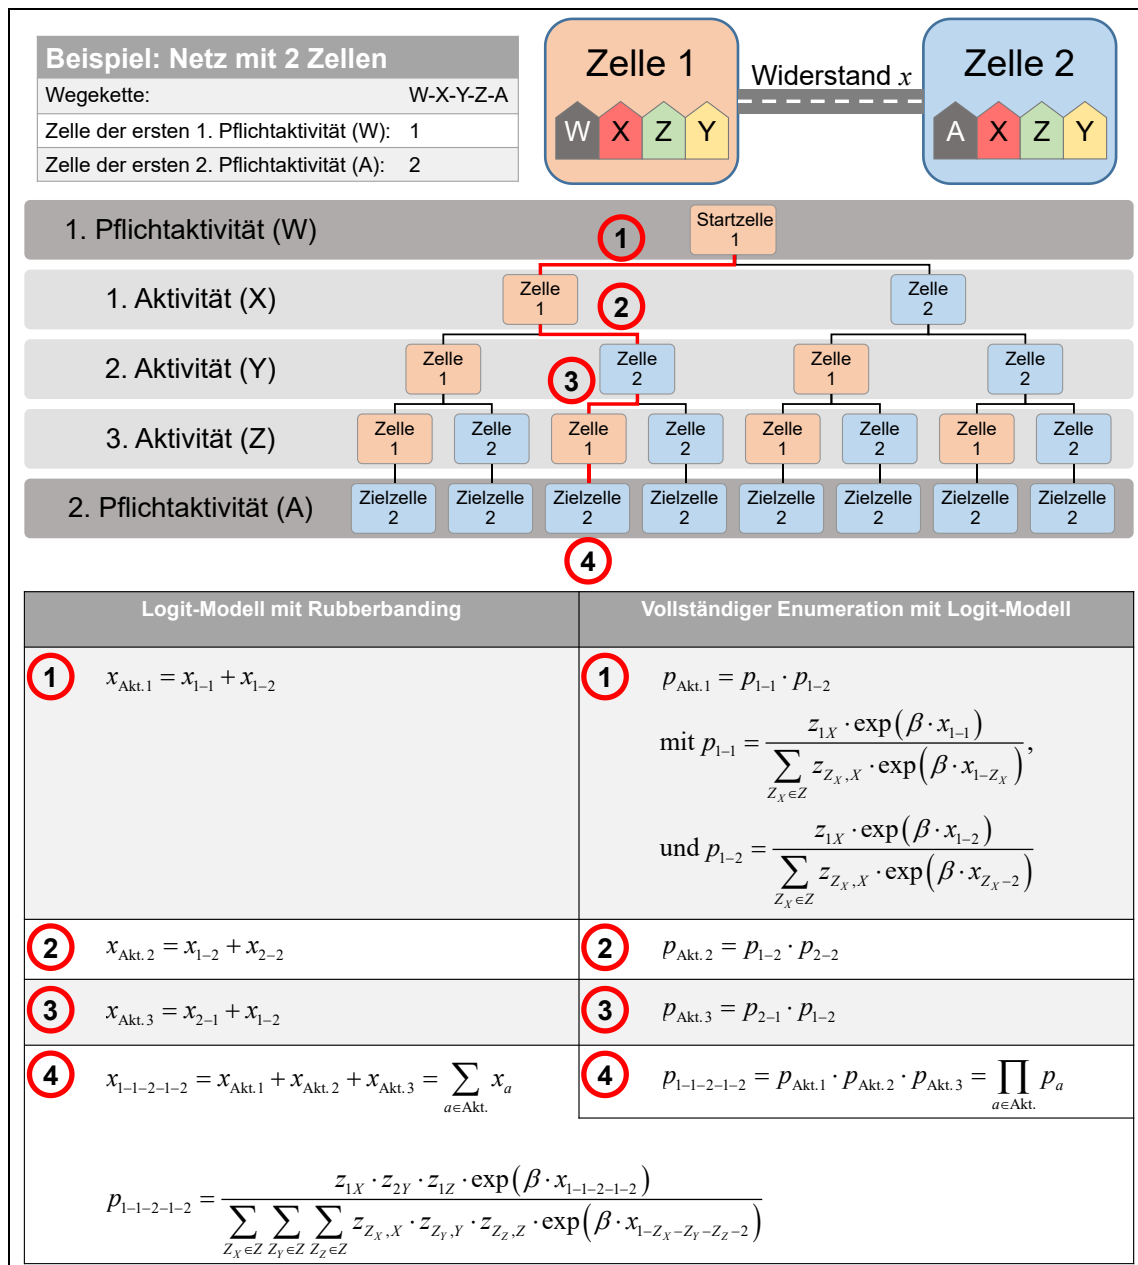 Beispiel: Netz mit 2 Zellen
Wegekette: W-X-Y-Z-A
Zelle der ersten 1. Pflichtaktivität (W): 1
Zelle der ersten 2. Pflichtaktivität (A): 2
Zelle 1
W X Z Y
Widerstand x
Zelle 2
A X Z Y
1. Pflichtaktivität (W)
1
Startzelle
1
1. Aktivität (X)
Zelle
1
2
Zelle
2
2. Aktivität (Y)
Zelle
1
3
Zelle
2
Zelle
1
Zelle
2
3. Aktivität (Z)
Zelle
1
Zelle
2
Zelle
1
Zelle
2
Zelle
1
Zelle
2
Zelle
1
Zelle
2
2. Pflichtaktivität (A)
Zielzelle
2
Zielzelle
2
Zielzelle
2
Zielzelle
2
Zielzelle
2
Zielzelle
2
Zielzelle
2
Zielzelle
2
4
Logit-Modell mit Rubberbanding
Vollständiger Enumeration mit Logit-Modell
1 x_{Akt.1} = x_{1–1} + x_{1–2}
1 p_{Akt.1} = p_{1–1} · p_{1–2}
mit p_{1–1} = \frac{z_{1X} · exp(β · x_{1–1})}{\sum_{Z_X∈Z} z_{Z_X,X} · exp(β · x_{1–Z_X})},
und p_{1–2} = \frac{z_{1X} · exp(β · x_{1–2})}{\sum_{Z_X∈Z} z_{Z_X,X} · exp(β · x_{Z_X–2})}
2 x_{Akt.2} = x_{1–2} + x_{2–2}
2 p_{Akt.2} = p_{1–2} · p_{2–2}
3 x_{Akt.3} = x_{2–1} + x_{1–2}
3 p_{Akt.3} = p_{2–1} · p_{1–2}
4 x_{1–1–2–1–2} = x_{Akt.1} + x_{Akt.2} + x_{Akt.3} = \sum_{a∈Akt.} x_a
4 p_{1–1–2–1–2} = p_{Akt.1} · p_{Akt.2} · p_{Akt.3} = \prod_{a∈Akt.} p_a
p_{1–1–2–1–2} = \frac{z_{1X} · z_{2Y} · z_{1Z} · exp(β · x_{1–1–2–1–2})}{\sum_{Z_X∈Z} \sum_{Z_Y∈Z} \sum_{Z_Z∈Z} z_{Z_X,X} · z_{Z_Y,Y} · z_{Z_Z,Z} · exp(β · x_{1–Z_X–Z_Y–Z_Z–2})}